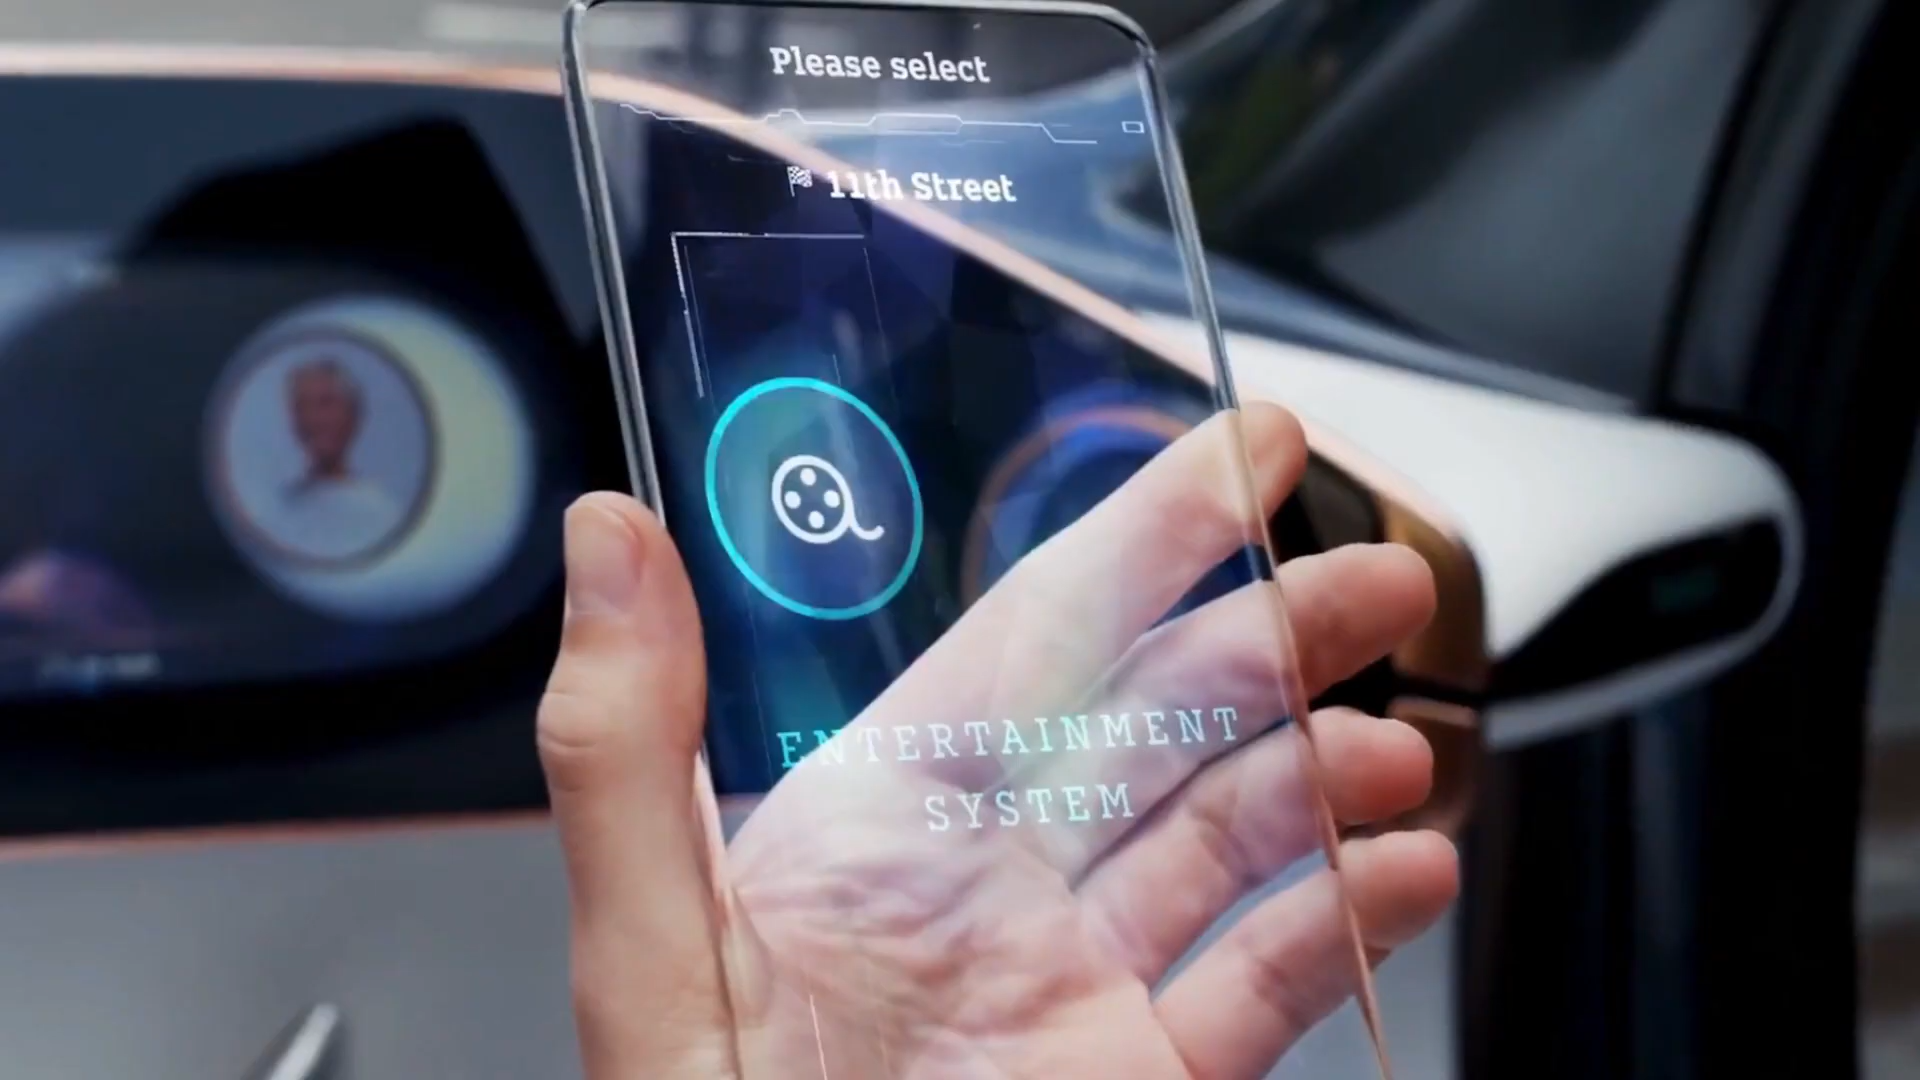 Please select
11th Street
ENTERTAINMENT
SYSTEM